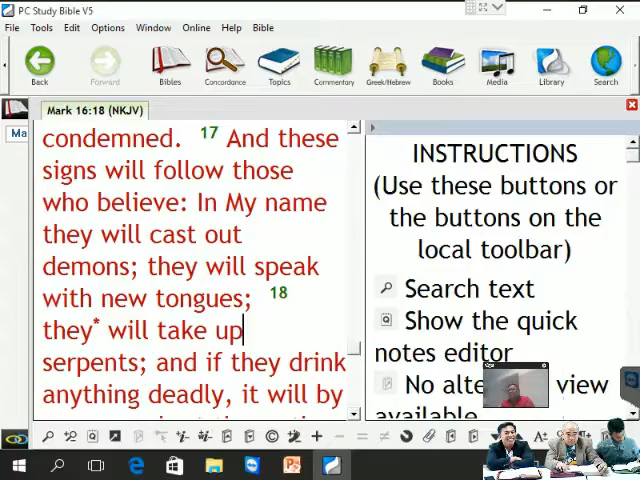 PC Study Bible V5
File Tools Edit Options Window Online Help Bible
Back Forward Bibles Concordance Topics Commentary Greek/Hebrew Books Media Library Search
Mark 16:18 (NKJV)
Ma
condemned. 17 And these
signs will follow those
who believe: In My name
they will cast out
demons; they will speak
with new tongues; 18
they* will take up
serpents; and if they drink
anything deadly, it will by
INSTRUCTIONS
(Use these buttons or
the buttons on the
local toolbar)
Search text
Show the quick
notes editor
No alte view
available